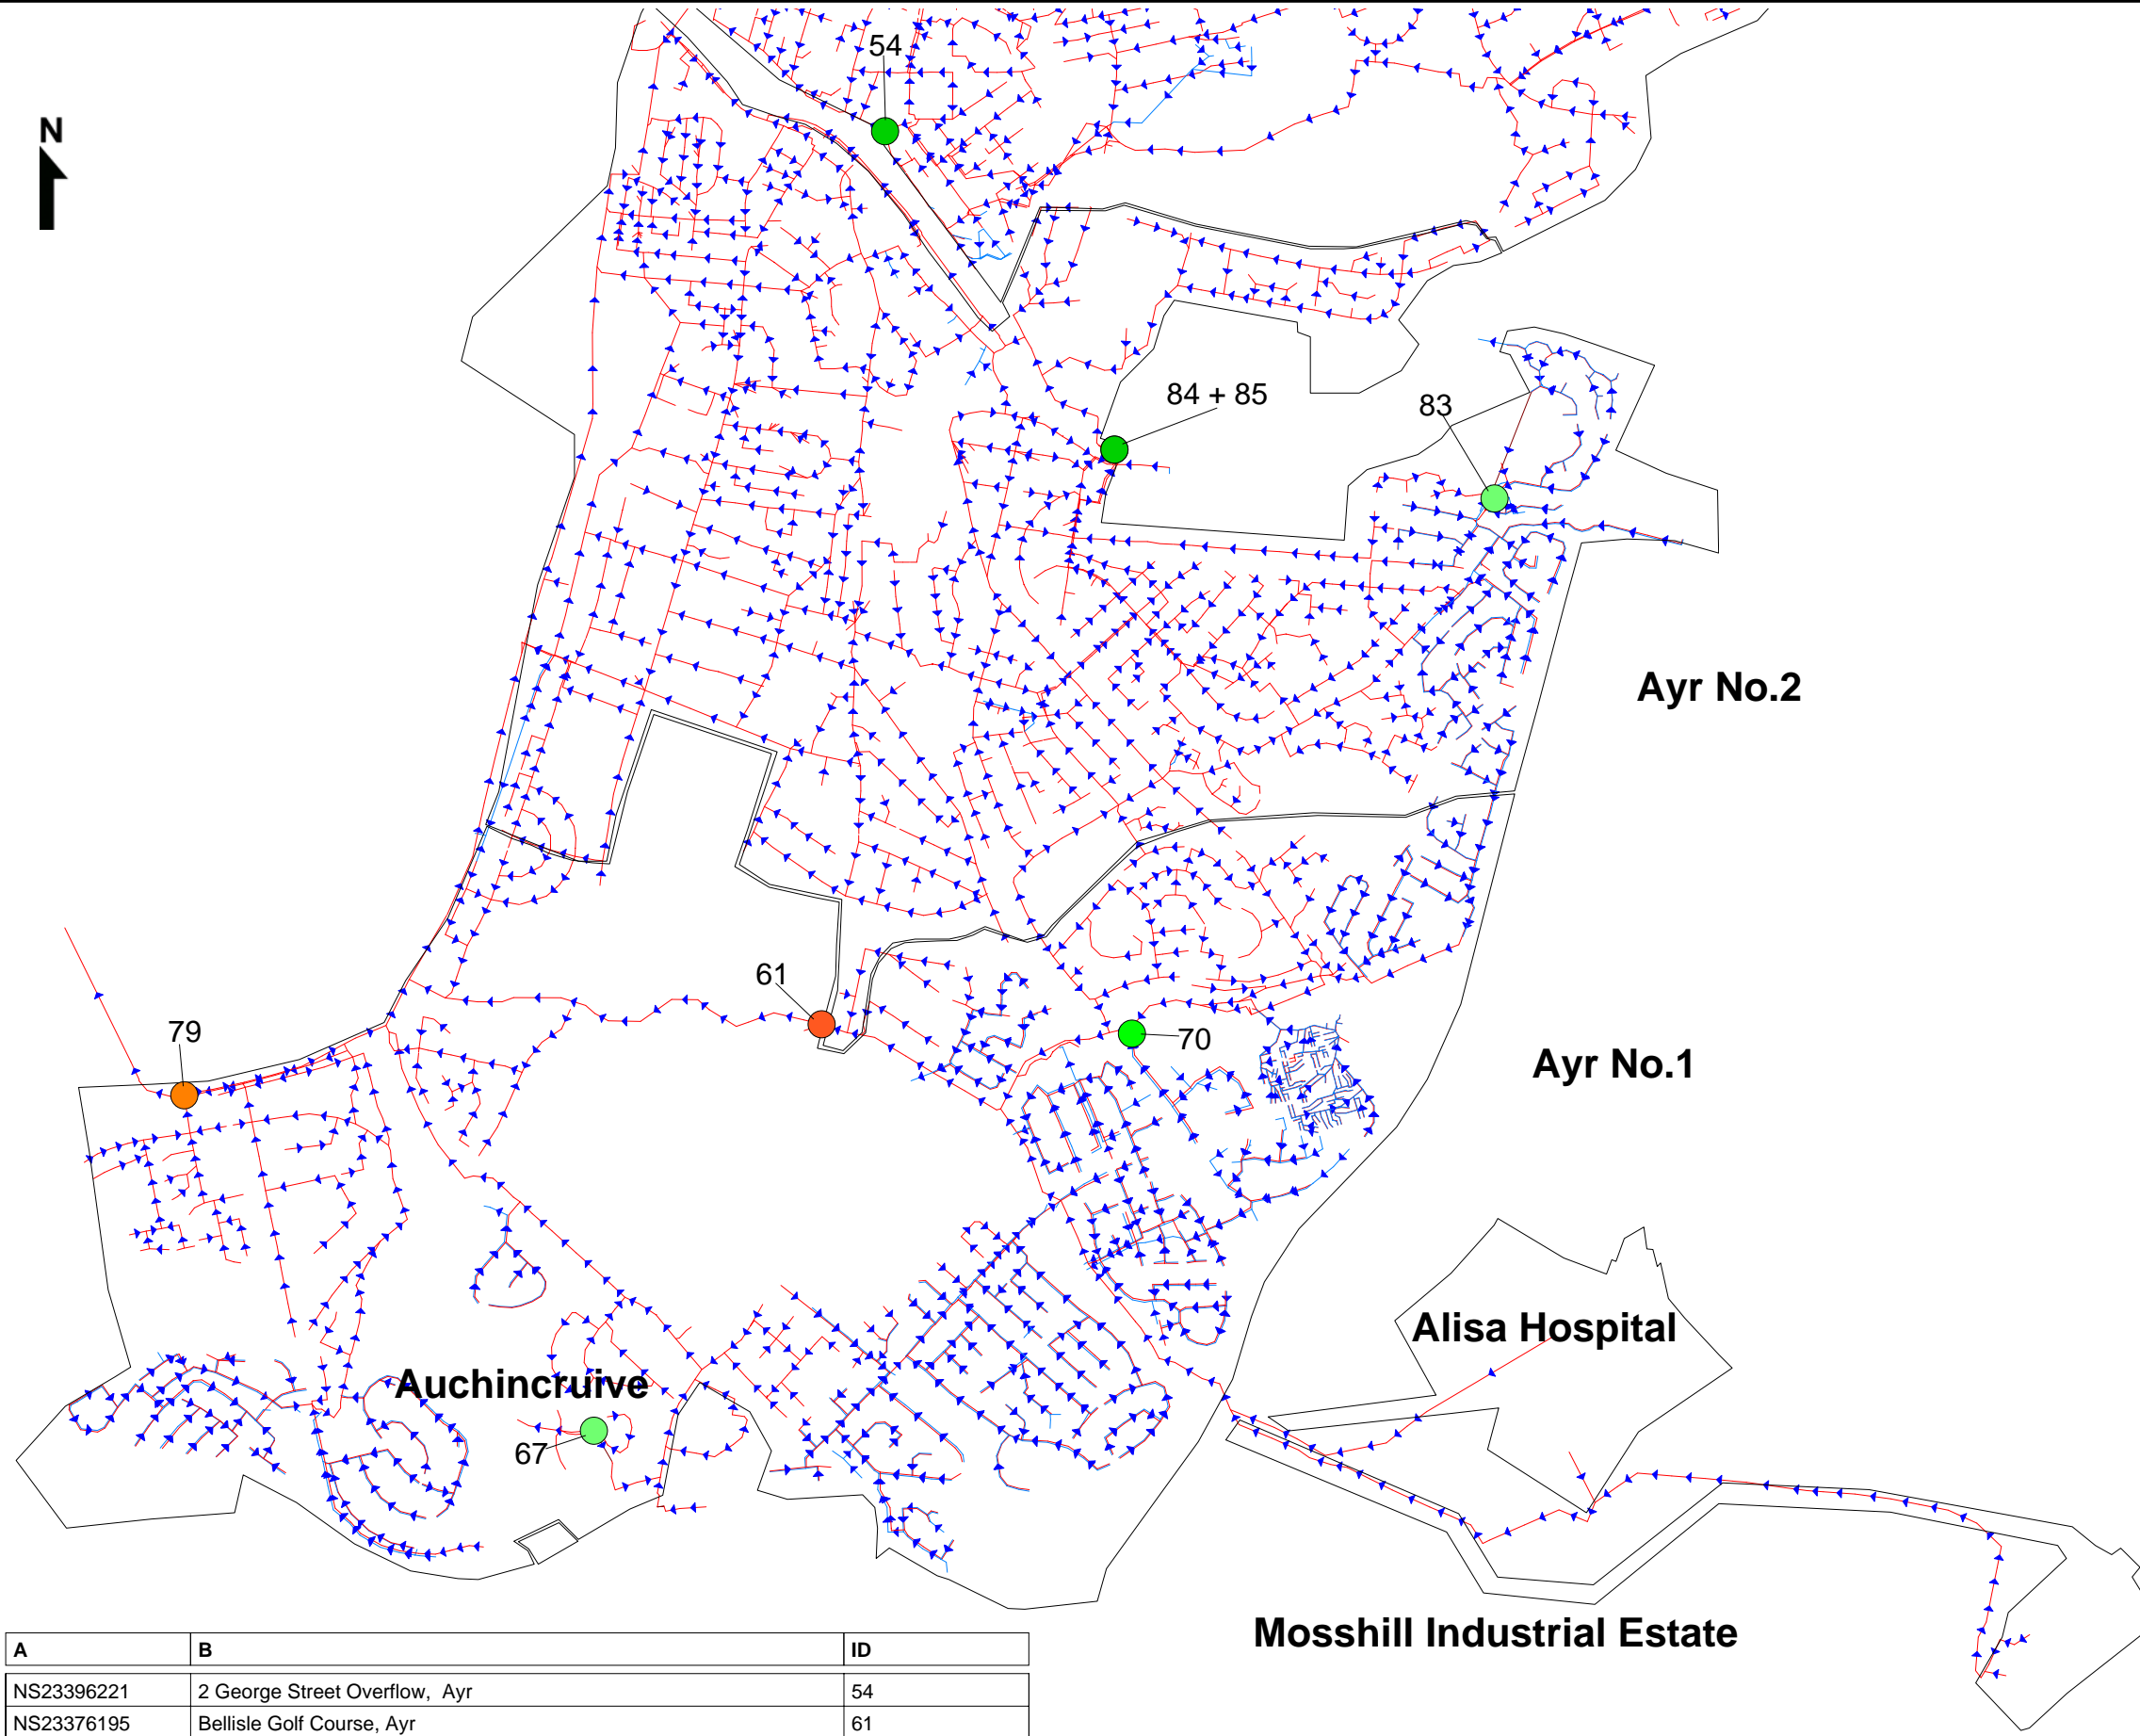 54
N
84 + 85
83
Ayr No.2
61
79
70
Ayr No.1
Alisa Hospital
Auchincruive
67
Mosshill Industrial Estate
A B ID
NS23396221 2 George Street Overflow, Ayr 54
NS23376195 Bellisle Golf Course, Ayr 61